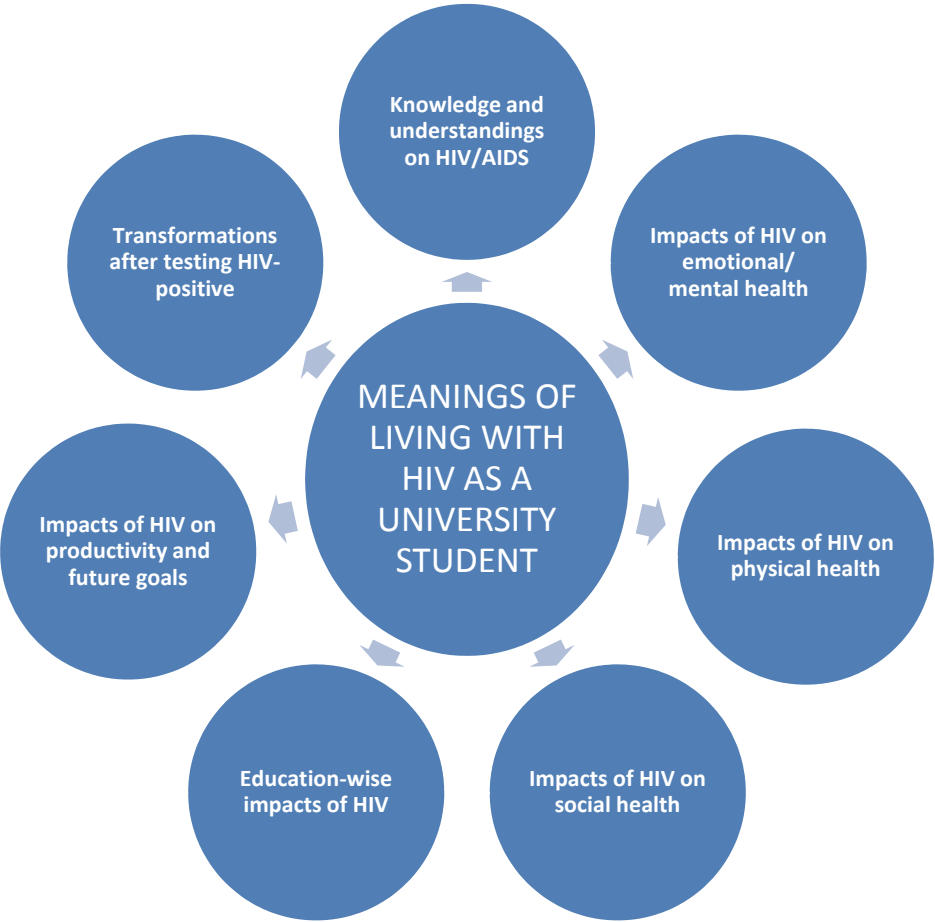 Knowledge and
understandings
on HIV/AIDS
Impacts of HIV on
emotional/
mental health
Impacts of HIV on
physical health
Impacts of HIV on
social health
Education-wise
impacts of HIV
Impacts of HIV on
productivity and
future goals
Transformations
after testing HIV-
positive
MEANINGS OF
LIVING WITH
HIV AS A
UNIVERSITY
STUDENT